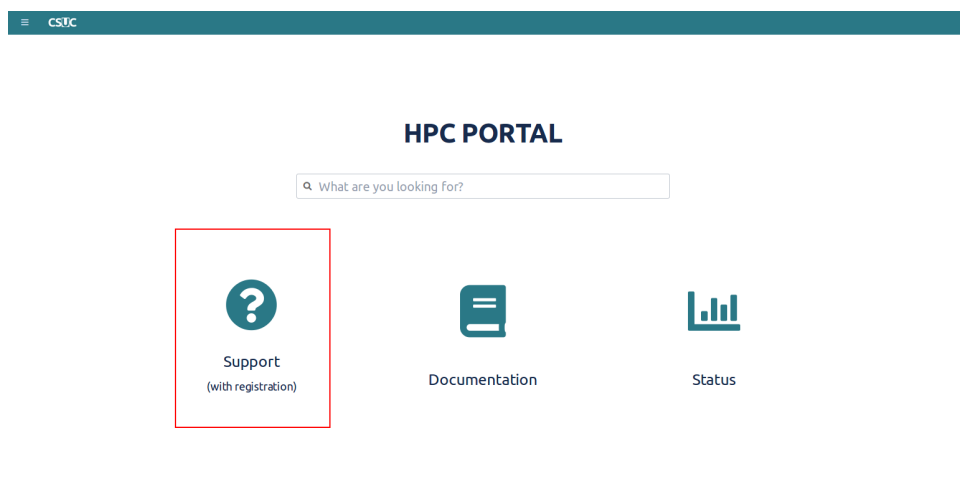 CSUC
HPC PORTAL
What are you looking for?
Support
(with registration)
Documentation
Status